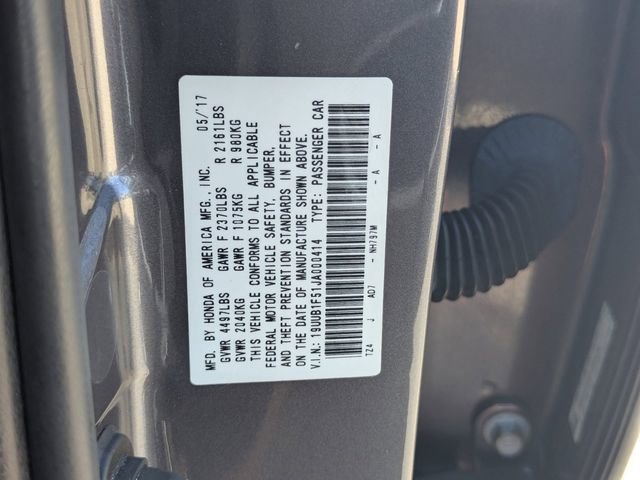 MFD. BY HONDA OF AMERICA MFG., INC. 05/'17
GVWR 4497LBS GAWR F 2370LBS R 2161LBS
GVWR 2040KG GAWR F 1075KG R 980KG
THIS VEHICLE CONFORMS TO ALL APPLICABLE
FEDERAL MOTOR VEHICLE SAFETY, BUMPER,
AND THEFT PREVENTION STANDARDS IN EFFECT
ON THE DATE OF MANUFACTURE SHOWN ABOVE.
V.I.N.: 19UUB1F51JA000414 TYPE: PASSENGER CAR
TZ4 J AD7 - NH797M - A - A